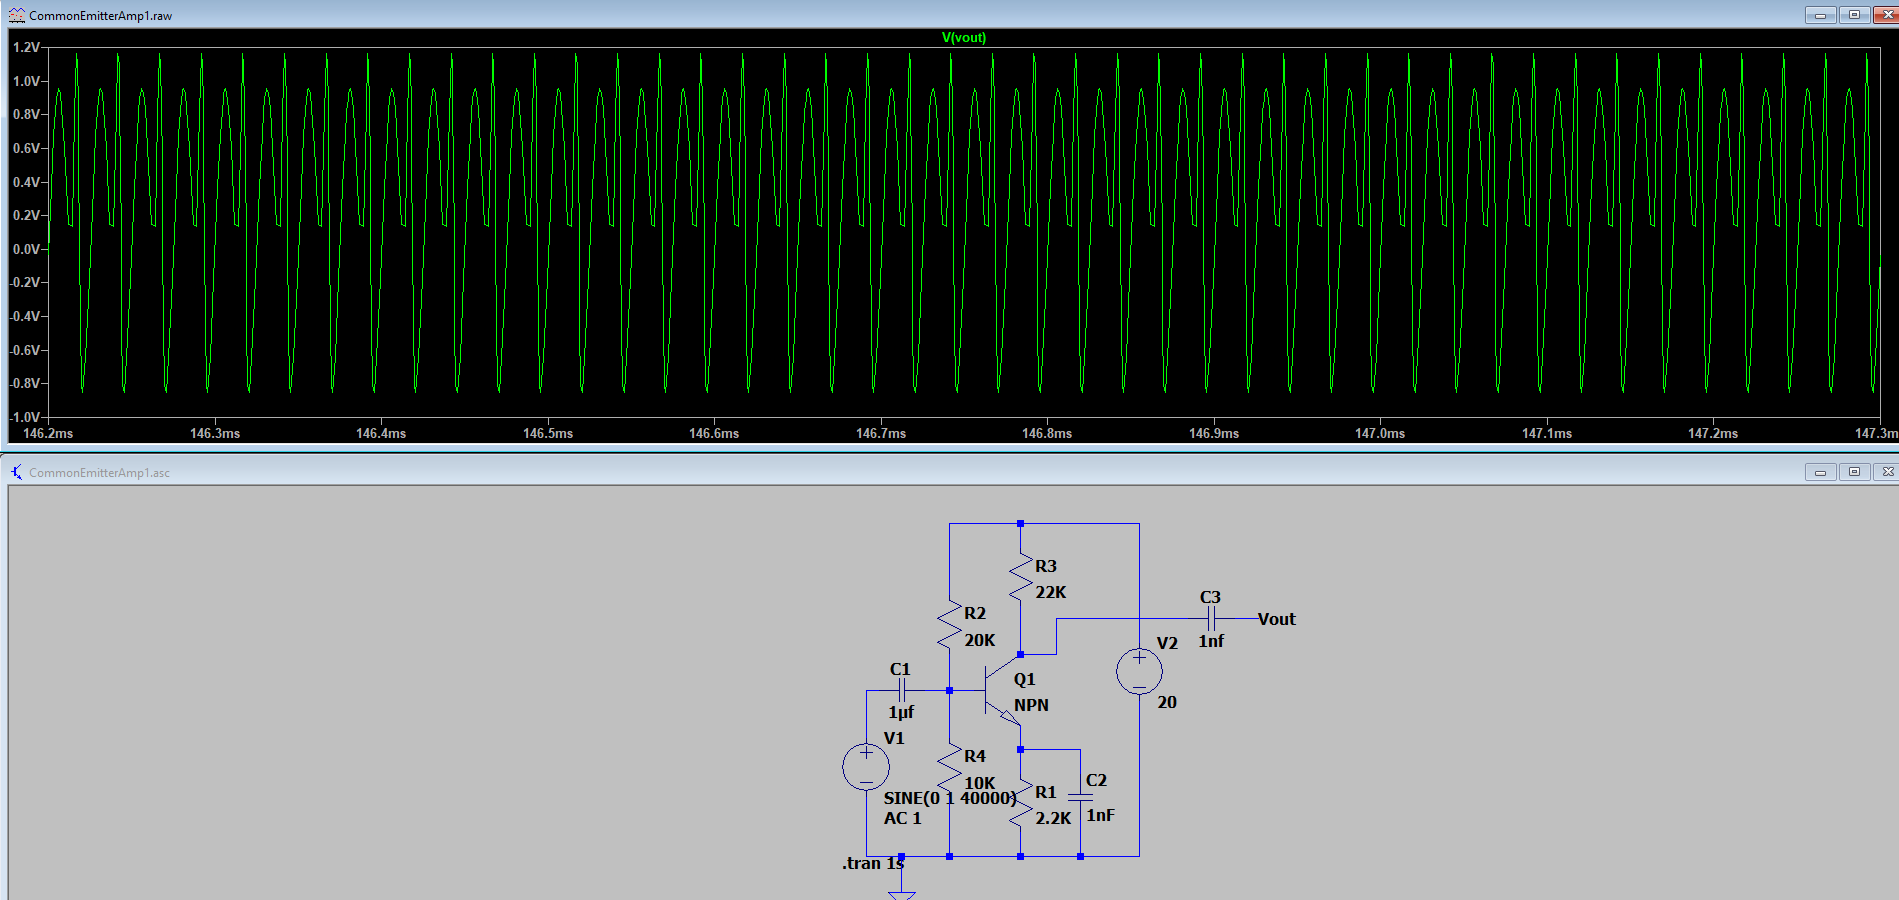 CommonEmitterAmp1.raw
V(vout)
1.2V
1.0V
0.8V
0.6V
0.4V
0.2V
0.0V
-0.2V
-0.4V
-0.6V
-0.8V
-1.0V
146.2ms 146.3ms 146.4ms 146.5ms 146.6ms 146.7ms 146.8ms 146.9ms 147.0ms 147.1ms 147.2ms 147.3m
CommonEmitterAmp1.asc
R3
22K
R2
20K
C3
1nf
Vout
V2
20
C1
1µf
Q1
NPN
V1
SINE(0 1 40000)
AC 1
R4
10K
R1
2.2K
C2
1nF
.tran 1s